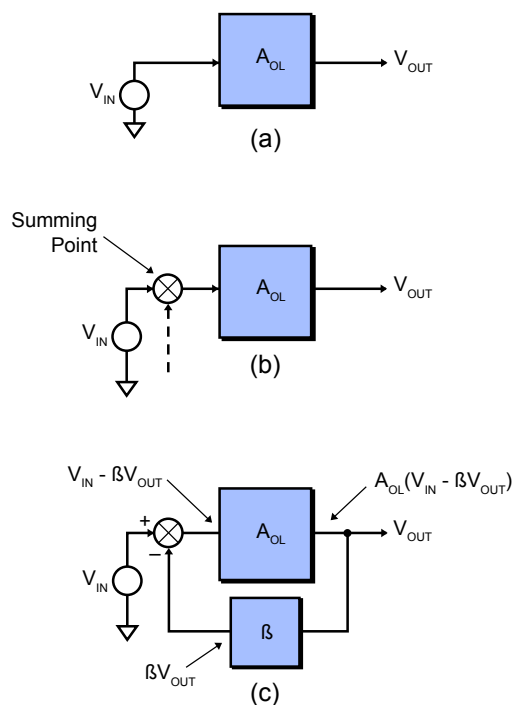 A_OL
V_OUT
V_IN
(a)
Summing
Point
A_OL
V_OUT
V_IN
(b)
V_IN - ßV_OUT
A_OL(V_IN - ßV_OUT)
+
A_OL
V_OUT
–
V_IN
ß
ßV_OUT
(c)